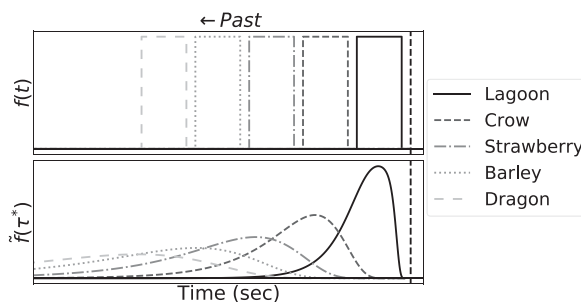 ← Past
f(t)
Lagoon
Crow
Strawberry
Barley
Dragon
f̃(τ*)
Time (sec)